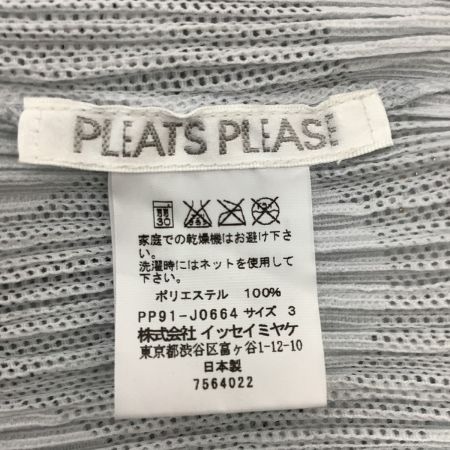 PLEATS PLEASE
30
家庭での乾燥機はお避け下さ
い。
洗濯時にはネットを使用して下さ
い。
ポリエステル 100%
PP91-J0664 サイズ 3
株式会社 イッセイミヤケ
東京都渋谷区富ヶ谷1-12-10
日本製
7564022